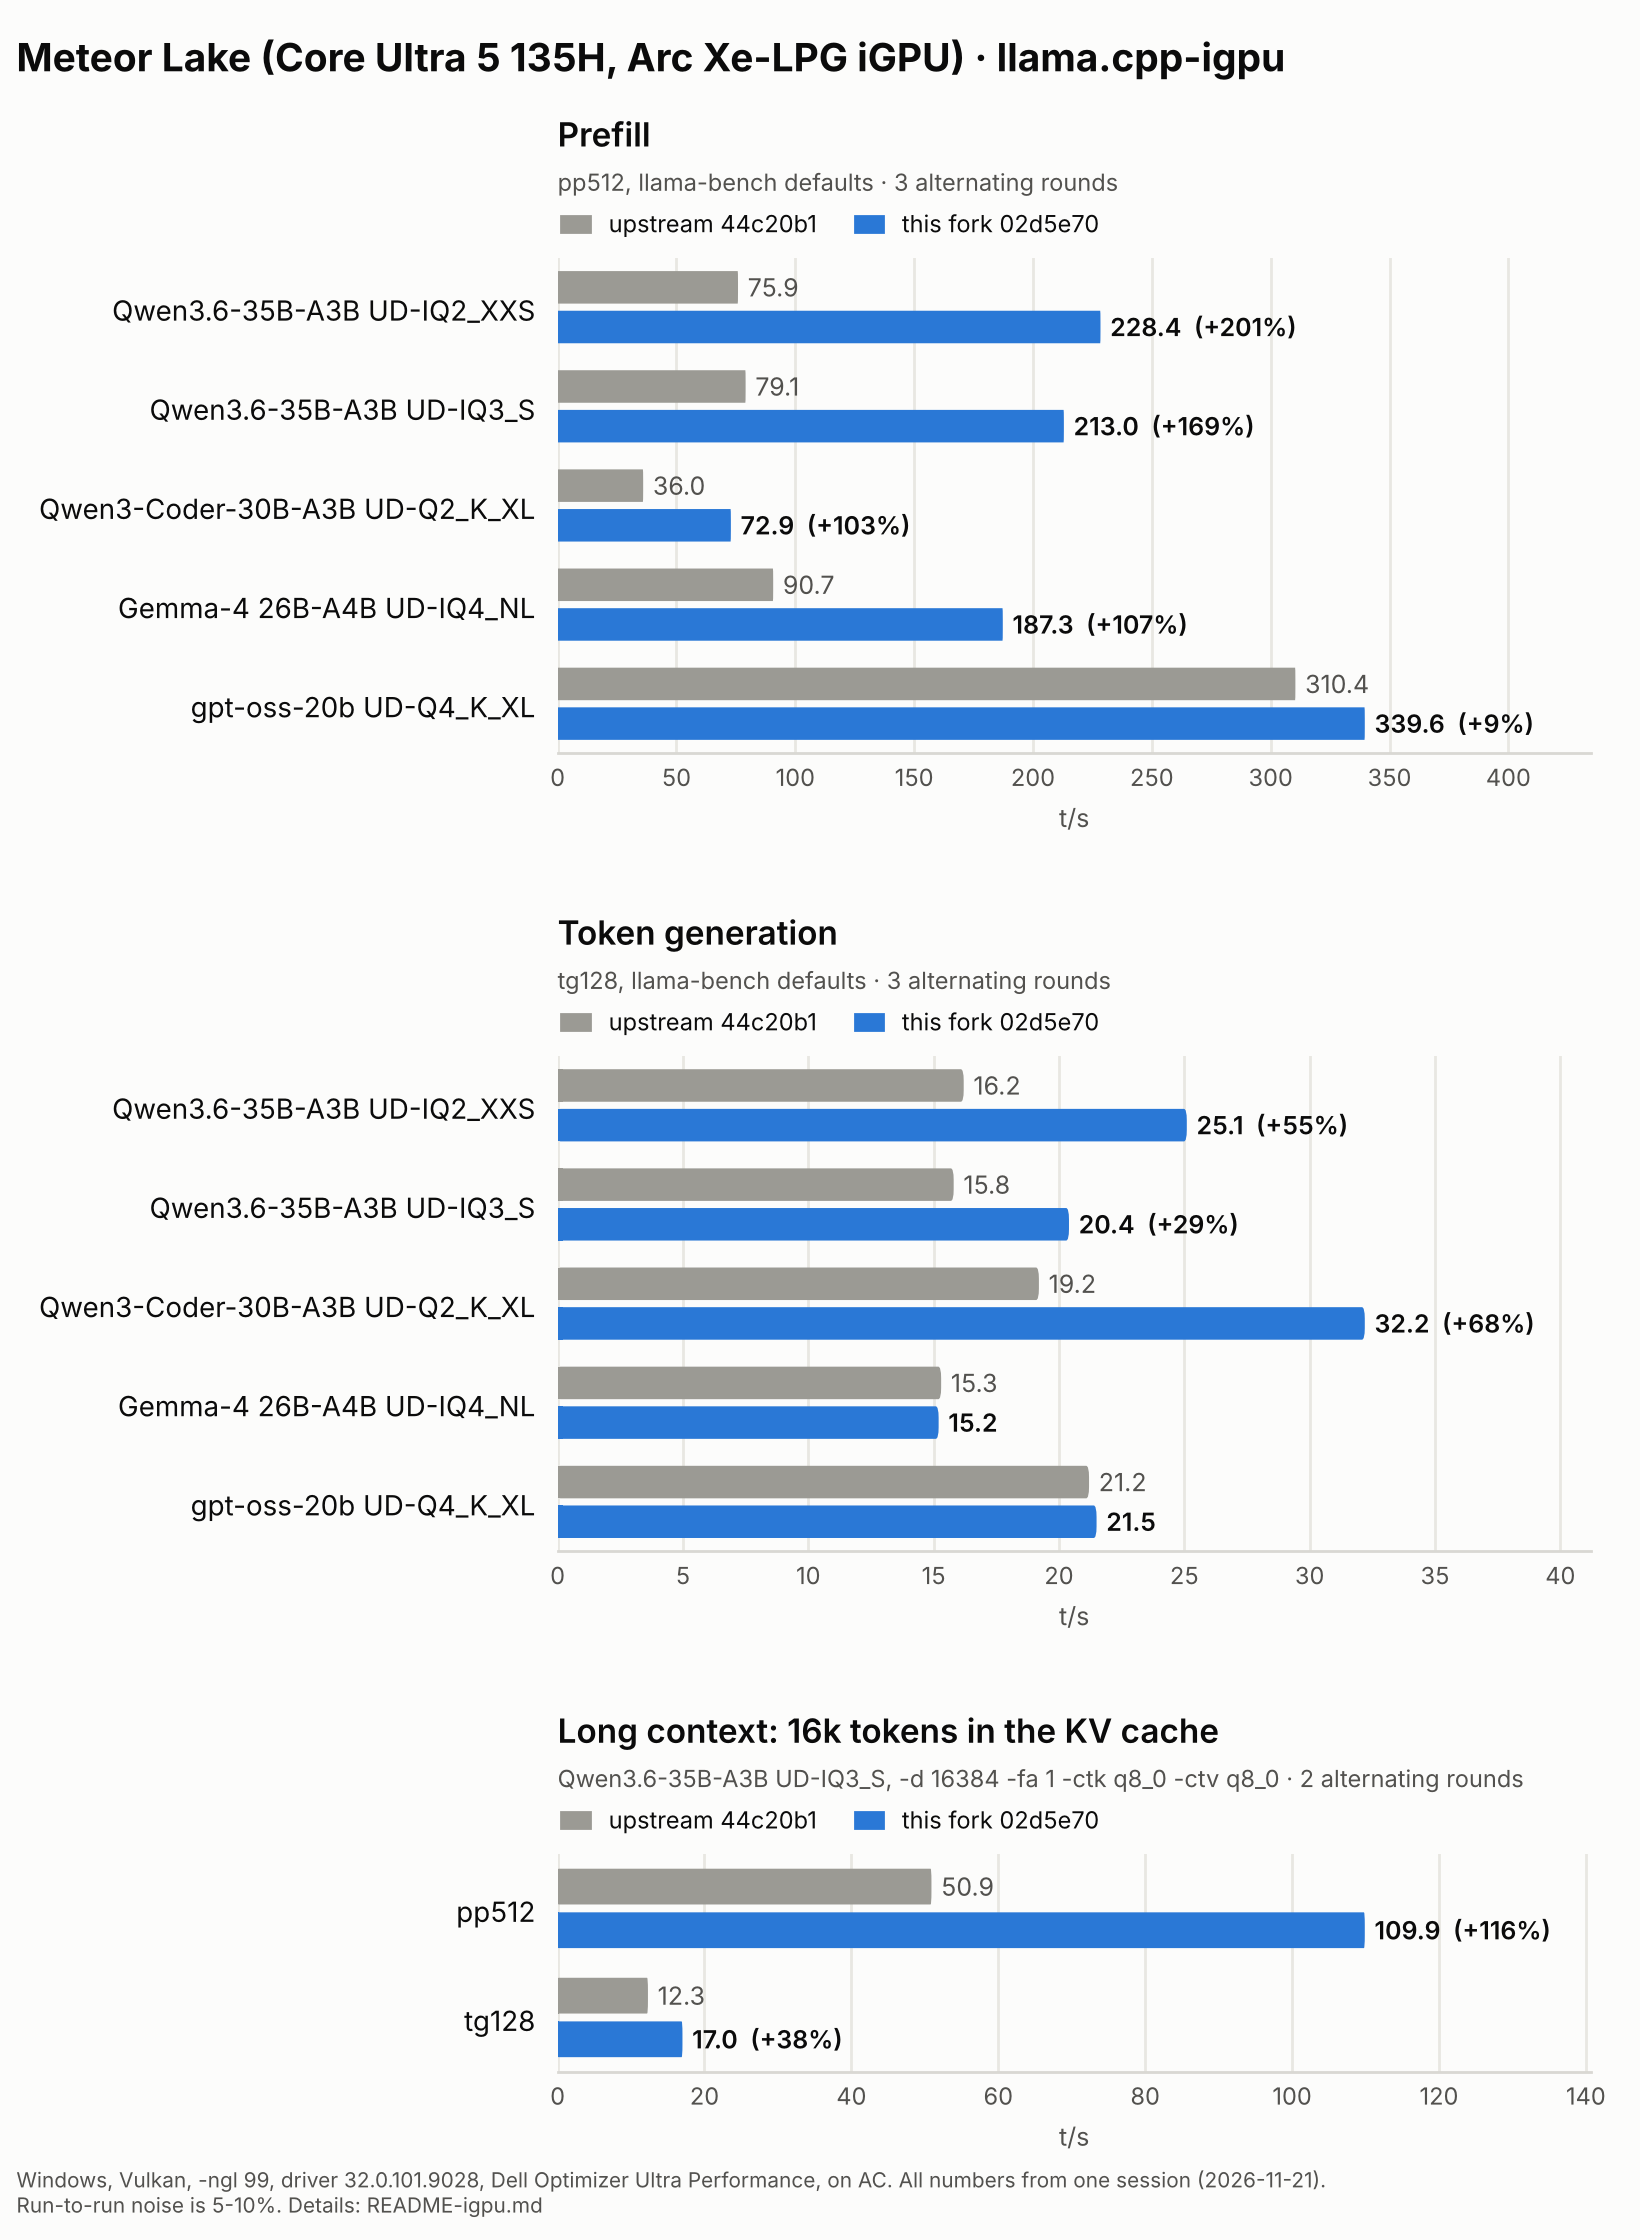 Meteor Lake (Core Ultra 5 135H, Arc Xe-LPG iGPU) · llama.cpp-igpu
Prefill
pp512, llama-bench defaults · 3 alternating rounds
upstream 44c20b1 this fork 02d5e70
Qwen3.6-35B-A3B UD-IQ2_XXS
75.9
228.4 (+201%)
Qwen3.6-35B-A3B UD-IQ3_S
79.1
213.0 (+169%)
Qwen3-Coder-30B-A3B UD-Q2_K_XL
36.0
72.9 (+103%)
Gemma-4 26B-A4B UD-IQ4_NL
90.7
187.3 (+107%)
gpt-oss-20b UD-Q4_K_XL
310.4
339.6 (+9%)
0 50 100 150 200 250 300 350 400
t/s
Token generation
tg128, llama-bench defaults · 3 alternating rounds
upstream 44c20b1 this fork 02d5e70
Qwen3.6-35B-A3B UD-IQ2_XXS
16.2
25.1 (+55%)
Qwen3.6-35B-A3B UD-IQ3_S
15.8
20.4 (+29%)
Qwen3-Coder-30B-A3B UD-Q2_K_XL
19.2
32.2 (+68%)
Gemma-4 26B-A4B UD-IQ4_NL
15.3
15.2
gpt-oss-20b UD-Q4_K_XL
21.2
21.5
0 5 10 15 20 25 30 35 40
t/s
Long context: 16k tokens in the KV cache
Qwen3.6-35B-A3B UD-IQ3_S, -d 16384 -fa 1 -ctk q8_0 -ctv q8_0 · 2 alternating rounds
upstream 44c20b1 this fork 02d5e70
pp512
50.9
109.9 (+116%)
tg128
12.3
17.0 (+38%)
0 20 40 60 80 100 120 140
t/s
Windows, Vulkan, -ngl 99, driver 32.0.101.9028, Dell Optimizer Ultra Performance, on AC. All numbers from one session (2026-11-21).
Run-to-run noise is 5-10%. Details: README-igpu.md